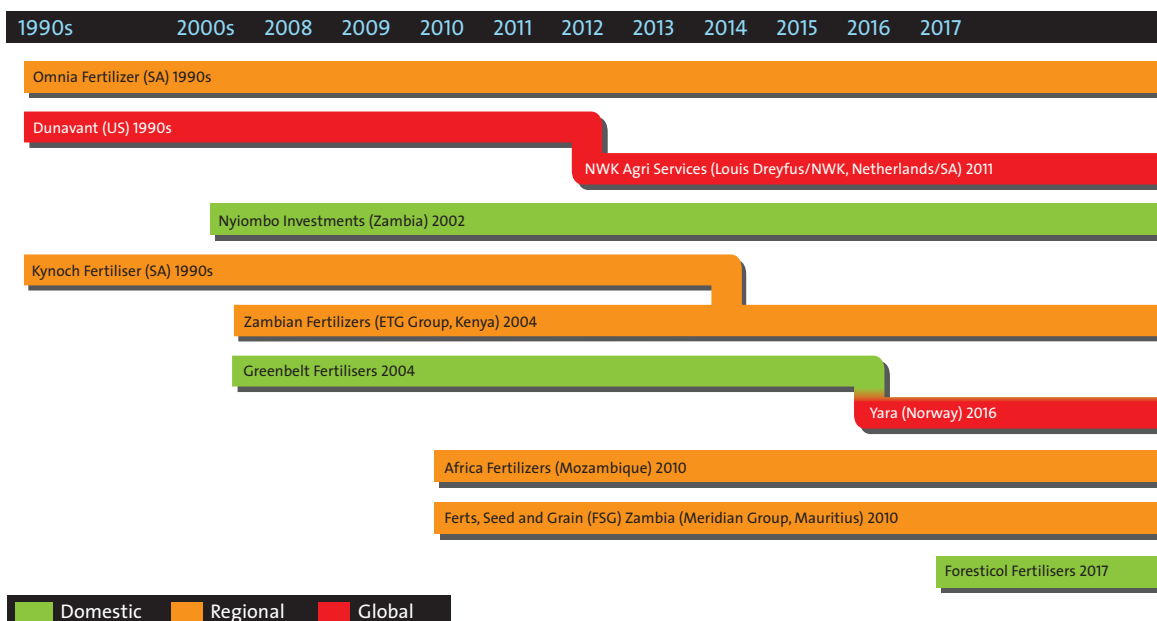 1990s 2000s 2008 2009 2010 2011 2012 2013 2014 2015 2016 2017
Omnia Fertilizer (SA) 1990s
Dunavant (US) 1990s
NWK Agri Services (Louis Dreyfus/NWK, Netherlands/SA) 2011
Nyiombo Investments (Zambia) 2002
Kynoch Fertiliser (SA) 1990s
Zambian Fertilizers (ETG Group, Kenya) 2004
Greenbelt Fertilisers 2004
Yara (Norway) 2016
Africa Fertilizers (Mozambique) 2010
Ferts, Seed and Grain (FSG) Zambia (Meridian Group, Mauritius) 2010
Foresticol Fertilisers 2017
Domestic Regional Global